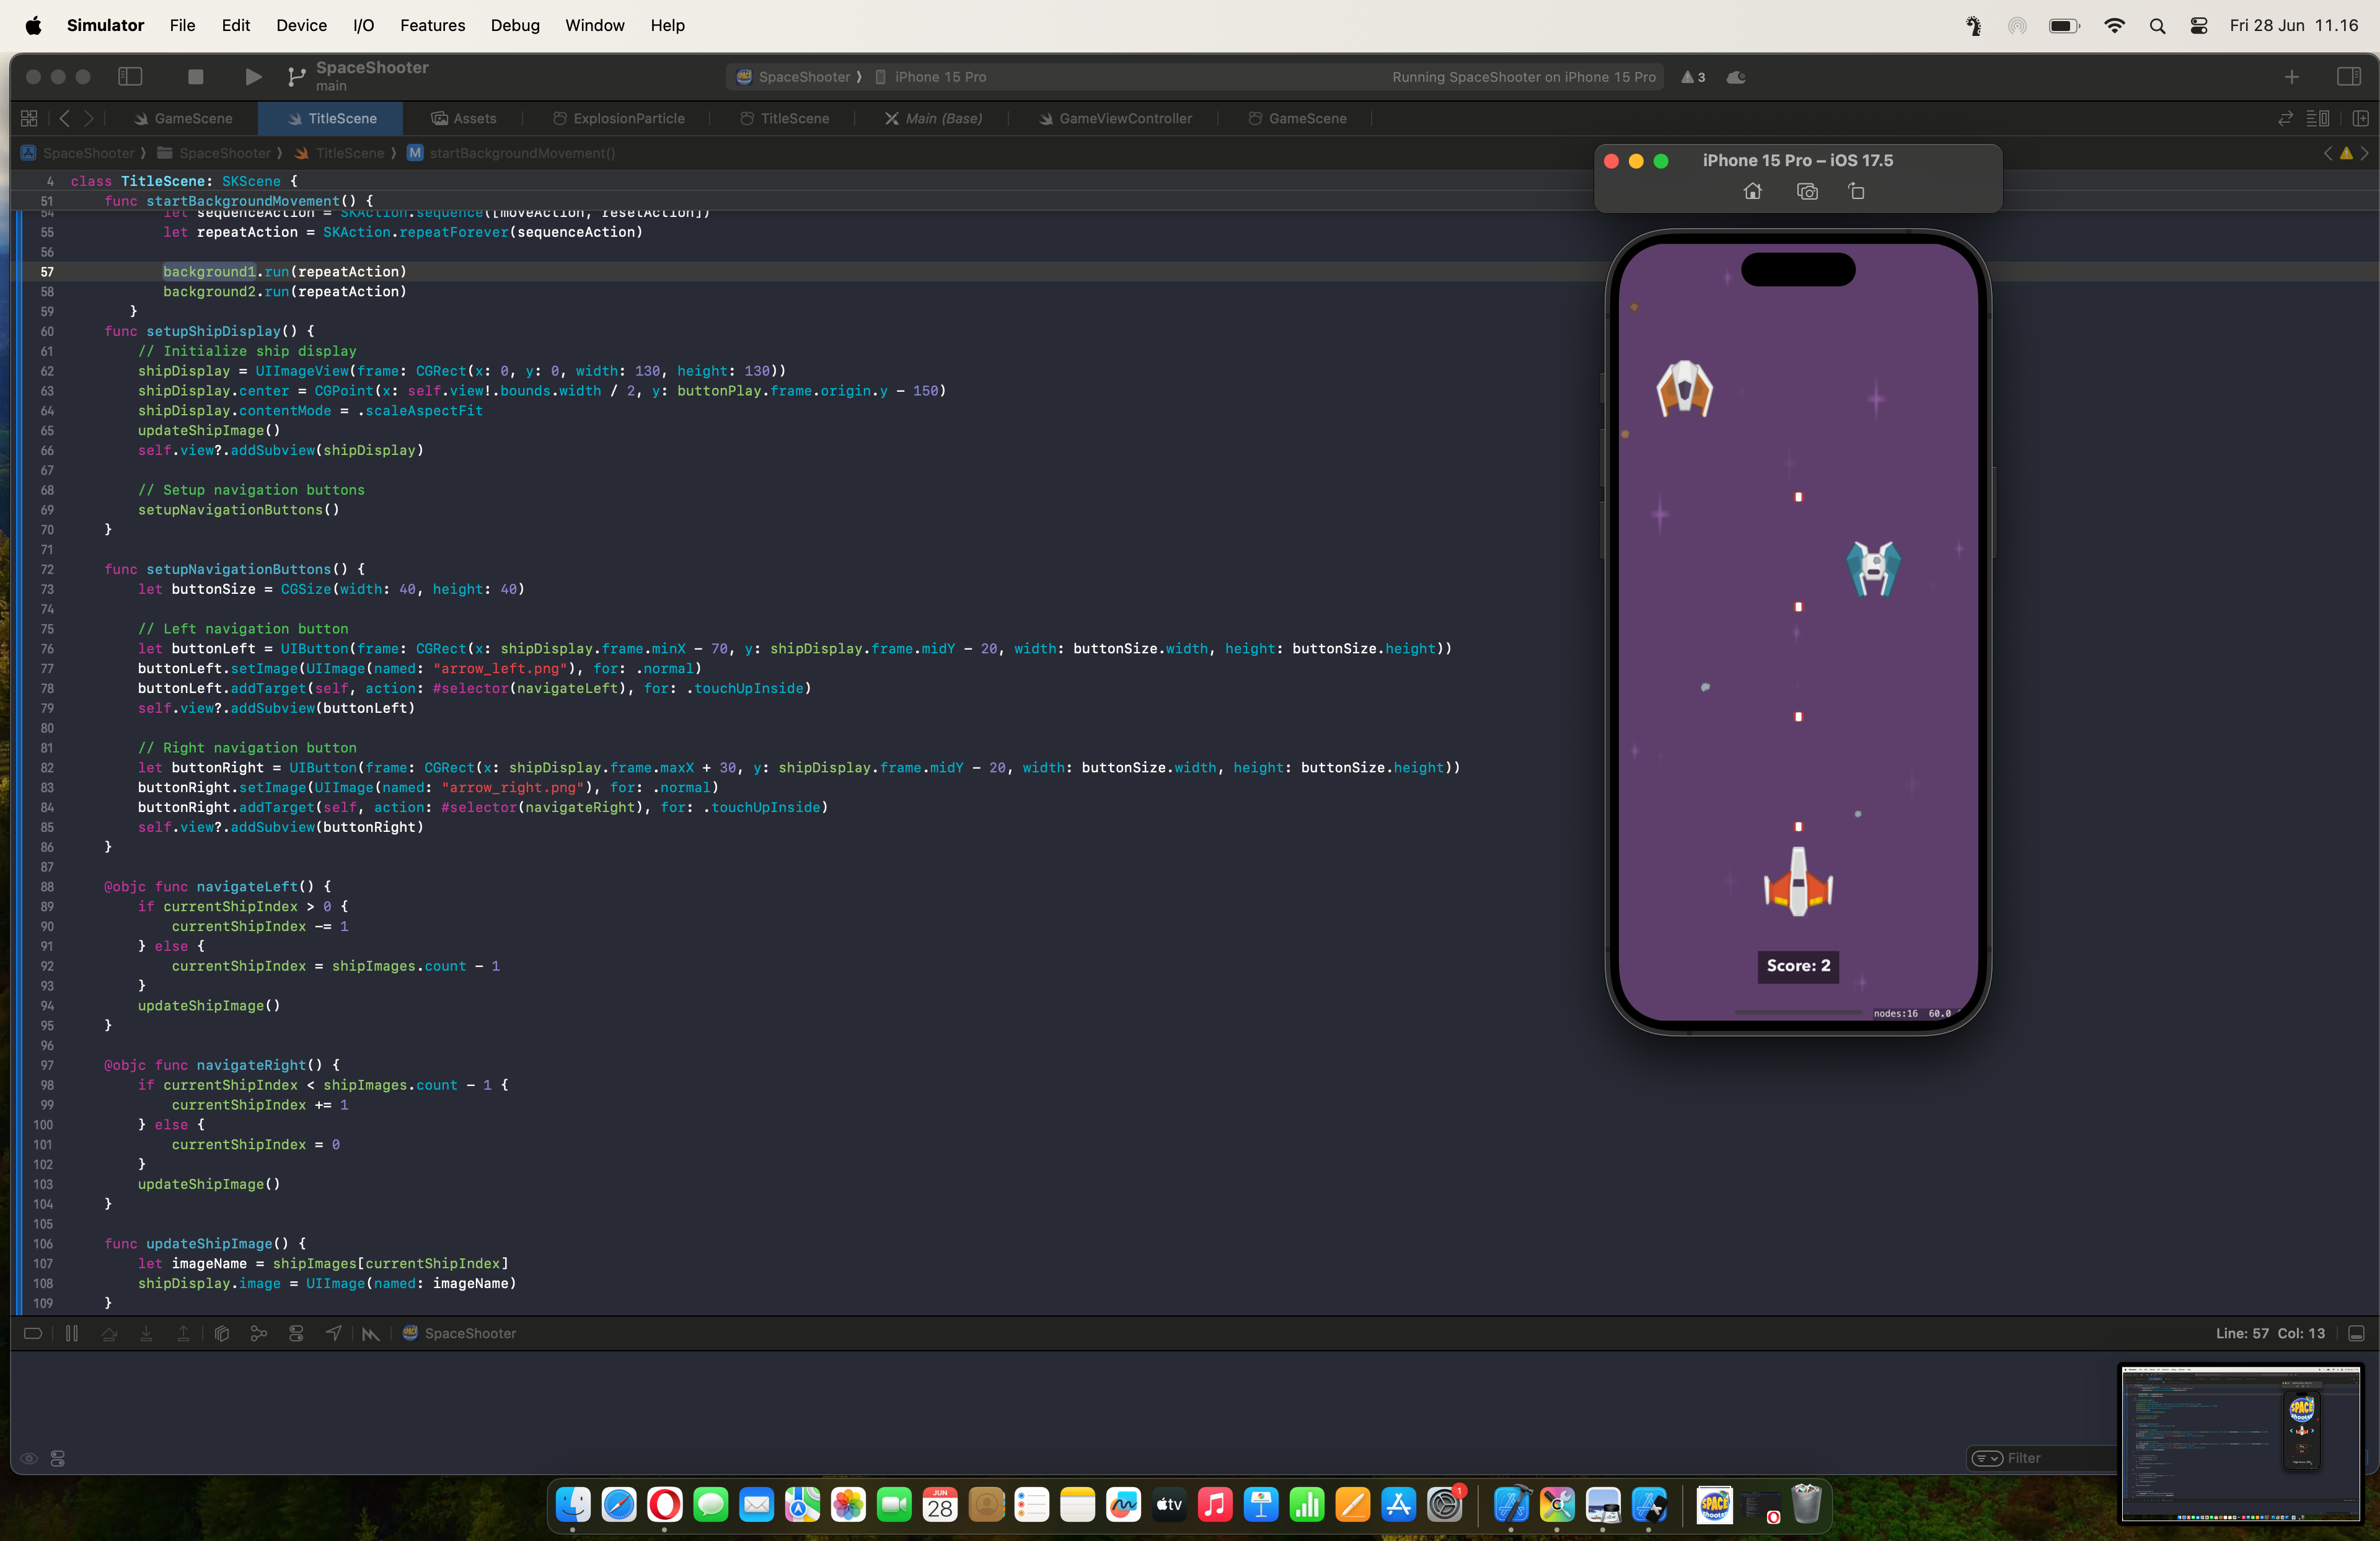 Simulator File Edit Device I/O Features Debug Window Help Fri 28 Jun 11.16
SpaceShooter
main
SpaceShooter ❯ iPhone 15 Pro Running SpaceShooter on iPhone 15 Pro 3
GameScene TitleScene Assets ExplosionParticle TitleScene Main (Base) GameViewController GameScene
SpaceShooter ❯ SpaceShooter ❯ TitleScene ❯ M startBackgroundMovement()
4 class TitleScene: SKScene {
51 func startBackgroundMovement() {
54 let sequenceAction = SKAction.sequence([moveAction, resetAction])
55 let repeatAction = SKAction.repeatForever(sequenceAction)
56
57 background1.run(repeatAction)
58 background2.run(repeatAction)
59 }
60 func setupShipDisplay() {
61 // Initialize ship display
62 shipDisplay = UIImageView(frame: CGRect(x: 0, y: 0, width: 130, height: 130))
63 shipDisplay.center = CGPoint(x: self.view!.bounds.width / 2, y: buttonPlay.frame.origin.y - 150)
64 shipDisplay.contentMode = .scaleAspectFit
65 updateShipImage()
66 self.view?.addSubview(shipDisplay)
67
68 // Setup navigation buttons
69 setupNavigationButtons()
70 }
71
72 func setupNavigationButtons() {
73 let buttonSize = CGSize(width: 40, height: 40)
74
75 // Left navigation button
76 let buttonLeft = UIButton(frame: CGRect(x: shipDisplay.frame.minX - 70, y: shipDisplay.frame.midY - 20, width: buttonSize.width, height: buttonSize.height))
77 buttonLeft.setImage(UIImage(named: "arrow_left.png"), for: .normal)
78 buttonLeft.addTarget(self, action: #selector(navigateLeft), for: .touchUpInside)
79 self.view?.addSubview(buttonLeft)
80
81 // Right navigation button
82 let buttonRight = UIButton(frame: CGRect(x: shipDisplay.frame.maxX + 30, y: shipDisplay.frame.midY - 20, width: buttonSize.width, height: buttonSize.height))
83 buttonRight.setImage(UIImage(named: "arrow_right.png"), for: .normal)
84 buttonRight.addTarget(self, action: #selector(navigateRight), for: .touchUpInside)
85 self.view?.addSubview(buttonRight)
86 }
87
88 @objc func navigateLeft() {
89 if currentShipIndex > 0 {
90 currentShipIndex -= 1
91 } else {
92 currentShipIndex = shipImages.count - 1
93 }
94 updateShipImage()
95 }
96
97 @objc func navigateRight() {
98 if currentShipIndex < shipImages.count - 1 {
99 currentShipIndex += 1
100 } else {
101 currentShipIndex = 0
102 }
103 updateShipImage()
104 }
105
106 func updateShipImage() {
107 let imageName = shipImages[currentShipIndex]
108 shipDisplay.image = UIImage(named: imageName)
109 }
iPhone 15 Pro – iOS 17.5
Score: 2
nodes:16 60.0
SpaceShooter
Line: 57 Col: 13
Filter
SPACE
shooter
JUN
28
tv
1
SPACE
shooter